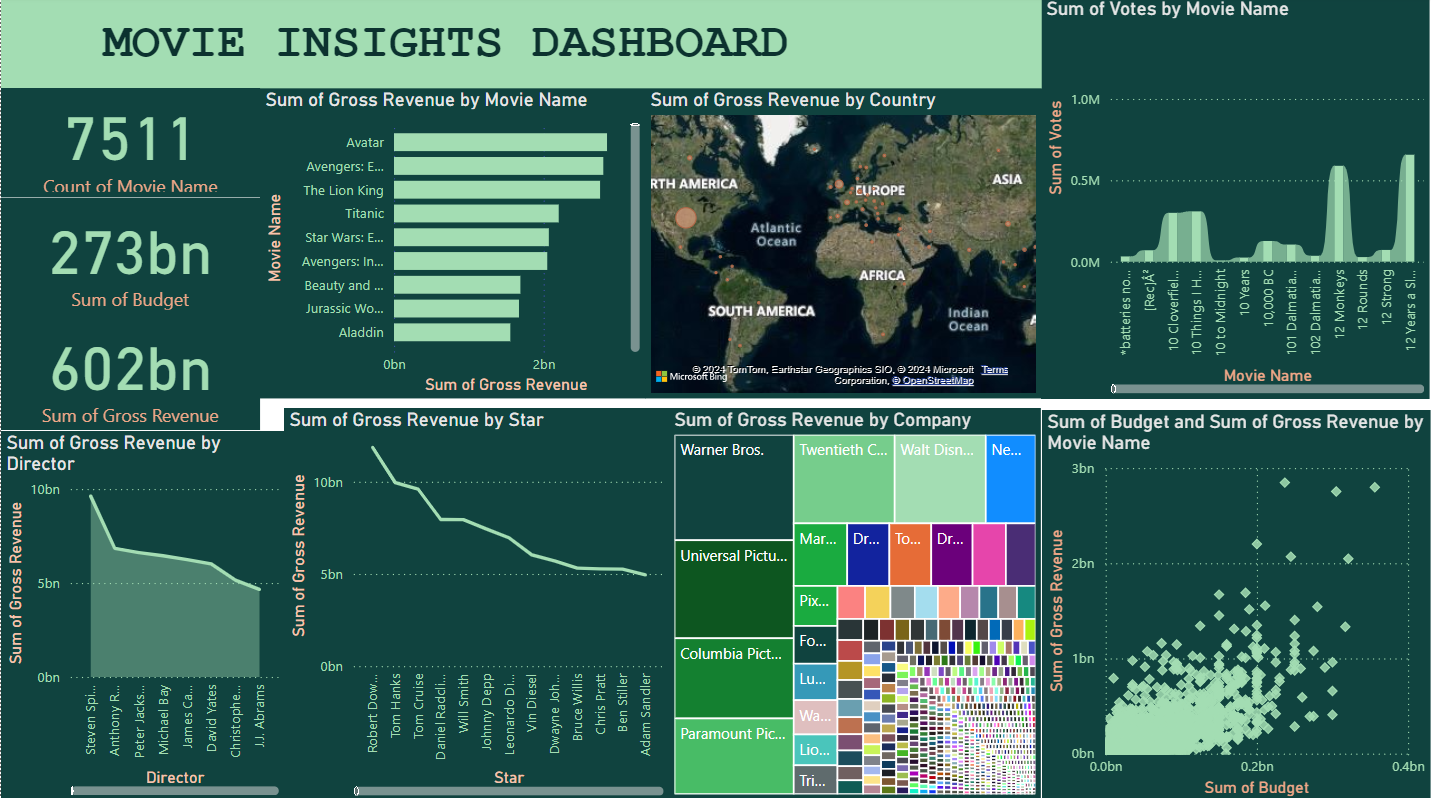 MOVIE INSIGHTS DASHBOARD
7511
Count of Movie Name
273bn
Sum of Budget
602bn
Sum of Gross Revenue
Sum of Gross Revenue by Movie Name
Movie Name
Avatar
Avengers: E...
The Lion King
Titanic
Star Wars: E...
Avengers: In...
Beauty and ...
Jurassic Wo...
Aladdin
0bn
2bn
Sum of Gross Revenue
Sum of Gross Revenue by Country
RTH AMERICA
EUROPE
ASIA
Atlantic
Ocean
AFRICA
SOUTH AMERICA
Indian
Ocean
A
© 2024 TomTom, Earthstar Geographics SIO, © 2024 Microsoft Terms
Corporation, © OpenStreetMap
Microsoft Bing
Sum of Votes by Movie Name
Sum of Votes
1.0M
0.5M
0.0M
*batteries no...
[Rec]Â²
10 Cloverfiel...
10 Things I H...
10 to Midnight
10 Years
10,000 BC
101 Dalmatia...
102 Dalmatia...
12 Monkeys
12 Rounds
12 Strong
12 Years a Sl...
Movie Name
Sum of Gross Revenue by
Director
Sum of Gross Revenue
10bn
5bn
0bn
Steven Spi...
Anthony R...
Peter Jacks...
Michael Bay
James Ca...
David Yates
Christophe...
J.J. Abrams
Director
Sum of Gross Revenue by Star
Sum of Gross Revenue
10bn
5bn
0bn
Robert Dow...
Tom Hanks
Tom Cruise
Daniel Radcli...
Will Smith
Johnny Depp
Leonardo Di...
Vin Diesel
Dwayne Joh...
Bruce Willis
Chris Pratt
Ben Stiller
Adam Sandler
Star
Sum of Gross Revenue by Company
Warner Bros.
Universal Pictu...
Columbia Pict...
Paramount Pic...
Twentieth C...
Walt Disn...
Ne...
Mar...
Dr...
To...
Dr...
Pix...
Fo...
Lu...
Wa...
Lio...
Tri...
Sum of Budget and Sum of Gross Revenue by
Movie Name
Sum of Gross Revenue
3bn
2bn
1bn
0bn
0.0bn
0.2bn
0.4bn
Sum of Budget